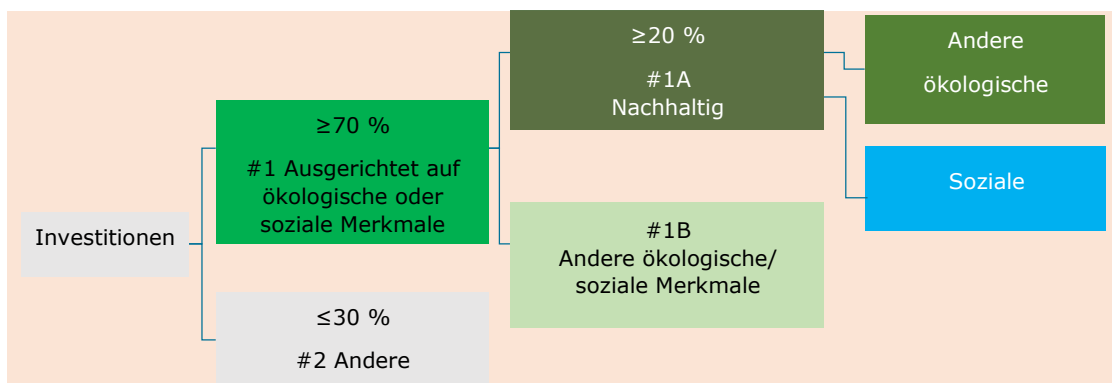 Investitionen
≥70 %
#1 Ausgerichtet auf
ökologische oder
soziale Merkmale
≤30 %
#2 Andere
≥20 %
#1A
Nachhaltig
#1B
Andere ökologische/
soziale Merkmale
Andere
ökologische
Soziale